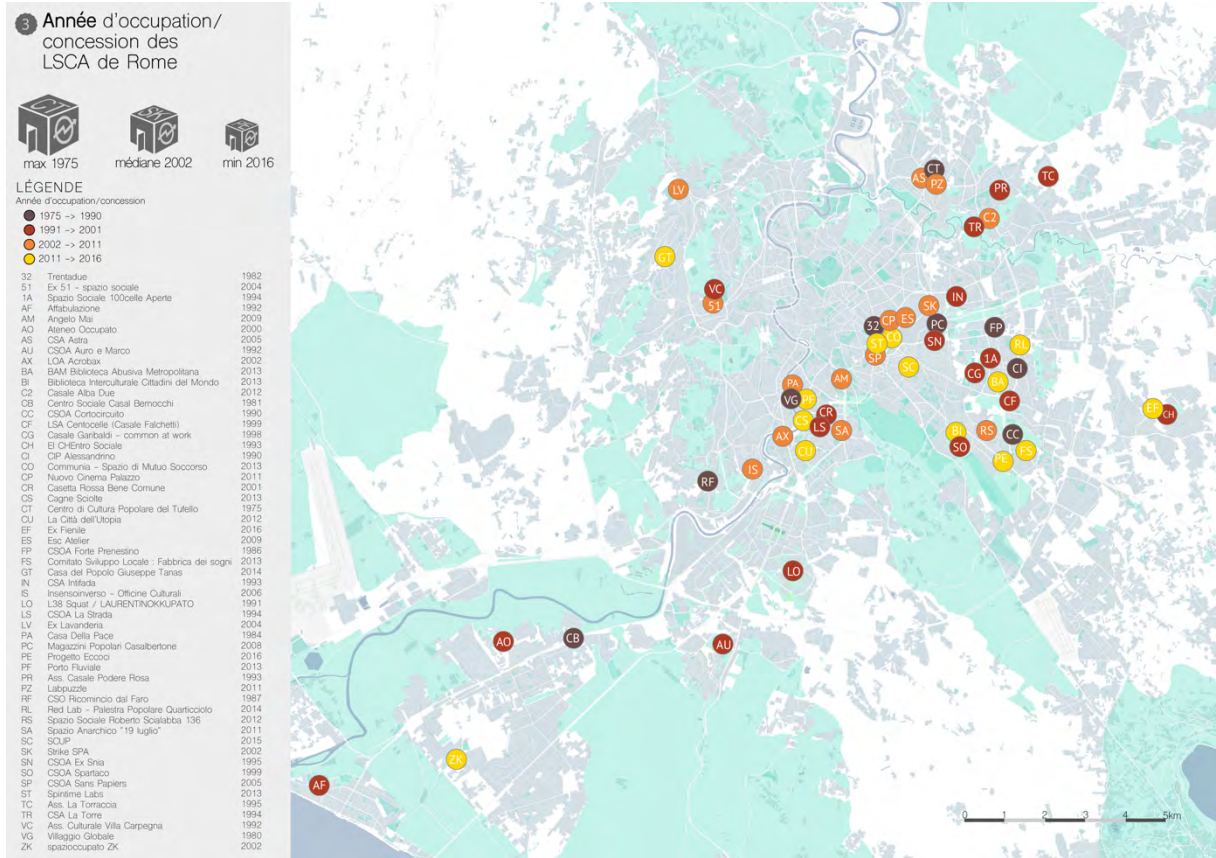 3 Année d'occupation/
concession des
LSCA de Rome
CT
SK
max 1975
médiane 2002
min 2016
LÉGENDE
Année d'occupation/concession
1975 -> 1990
1991 -> 2001
2002 -> 2011
2011 -> 2016
32 Trentadue 1982
51 Ex 51 - spazio sociale 2004
1A Spazio Sociale 100celle Aperte 1994
AF Affabulazione 1992
AM Angelo Mai 2009
AO Ateneo Occupato 2000
AS CSA Astra 2005
AU CSOA Auro e Marco 1992
AX LOA Acrobax 2002
BA BAM Biblioteca Abusiva Metropolitana 2013
BI Biblioteca Interculturale Cittadini del Mondo 2013
C2 Casale Alba Due 2012
CB Centro Sociale Casal Bernocchi 1981
CC CSOA Cortocircuito 1990
CF LSA Centocelle (Casale Falchetti) 1999
CG Casale Garibaldi - common at work 1998
CH El CHEntro Sociale 1993
CI CIP Alessandrino 1990
CO Communia - Spazio di Mutuo Soccorso 2013
CP Nuovo Cinema Palazzo 2011
CR Casetta Rossa Bene Comune 2001
CS Cagne Sciolte 2013
CT Centro di Cultura Popolare del Tufello 1975
CU La Città dell'Utopia 2012
EF Ex Fienile 2016
ES Esc Atelier 2009
FP CSOA Forte Prenestino 1986
FS Comitato Sviluppo Locale : Fabbrica dei sogni 2013
GT Casa del Popolo Giuseppe Tanas 2014
IN CSA Intifada 1993
IS Insensoinverso - Officine Culturali 2006
LO L38 Squat / LAURENTINOKKUPATO 1991
LS CSOA La Strada 1994
LV Ex Lavanderia 2004
PA Casa Della Pace 1984
PC Magazzini Popolari Casalbertone 2008
PE Progetto Eccoci 2016
PF Porto Fluviale 2013
PR Ass. Casale Podere Rosa 1993
PZ Labpuzzle 2011
RF CSO Ricomincio dal Faro 1987
RL Red Lab - Palestra Popolare Quarticciolo 2014
RS Spazio Sociale Roberto Scialabba 136 2012
SA Spazio Anarchico "19 luglio" 2011
SC SCUP 2015
SK Strike SPA 2002
SN CSOA Ex Snia 1995
SO CSOA Spartaco 1999
SP CSOA Sans Papiers 2005
ST Spintime Labs 2013
TC Ass. La Torraccia 1995
TR CSA La Torre 1994
VC Ass. Culturale Villa Carpegna 1992
VG Villaggio Globale 1980
ZK spazioccupato ZK 2002
CT
AS
PZ
TC
PR
LV
C2
TR
GT
VC
51
IN
SK
ES
CP
32
PC
FP
CO
ST
SN
RL
SP
1A
SC
CI
CG
AM
BA
PA
VG
PF
CF
EF
CH
CR
CS
LS
SA
AX
BI
RS
CC
SO
CU
FS
PE
IS
RF
LO
CB
AO
AU
ZK
AF
0 1 2 3 4 5km